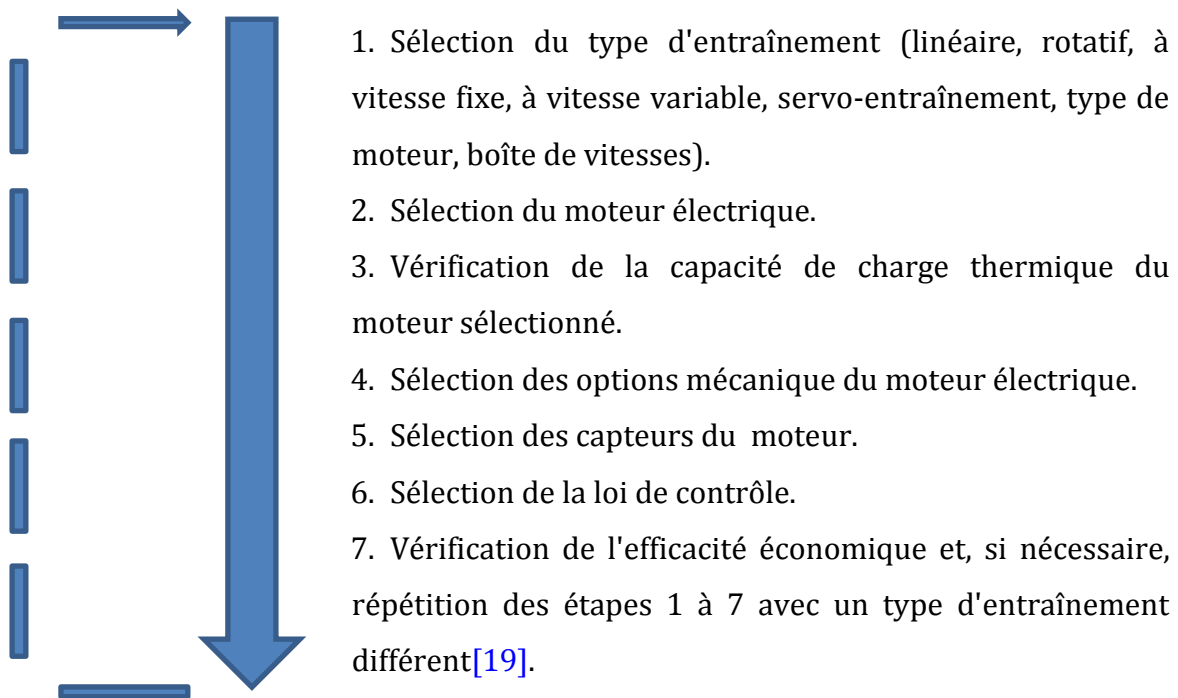 1. Sélection du type d'entraînement (linéaire, rotatif, à
vitesse fixe, à vitesse variable, servo-entraînement, type de
moteur, boîte de vitesses).
2. Sélection du moteur électrique.
3. Vérification de la capacité de charge thermique du
moteur sélectionné.
4. Sélection des options mécanique du moteur électrique.
5. Sélection des capteurs du moteur.
6. Sélection de la loi de contrôle.
7. Vérification de l'efficacité économique et, si nécessaire,
répétition des étapes 1 à 7 avec un type d'entraînement
différent[19].